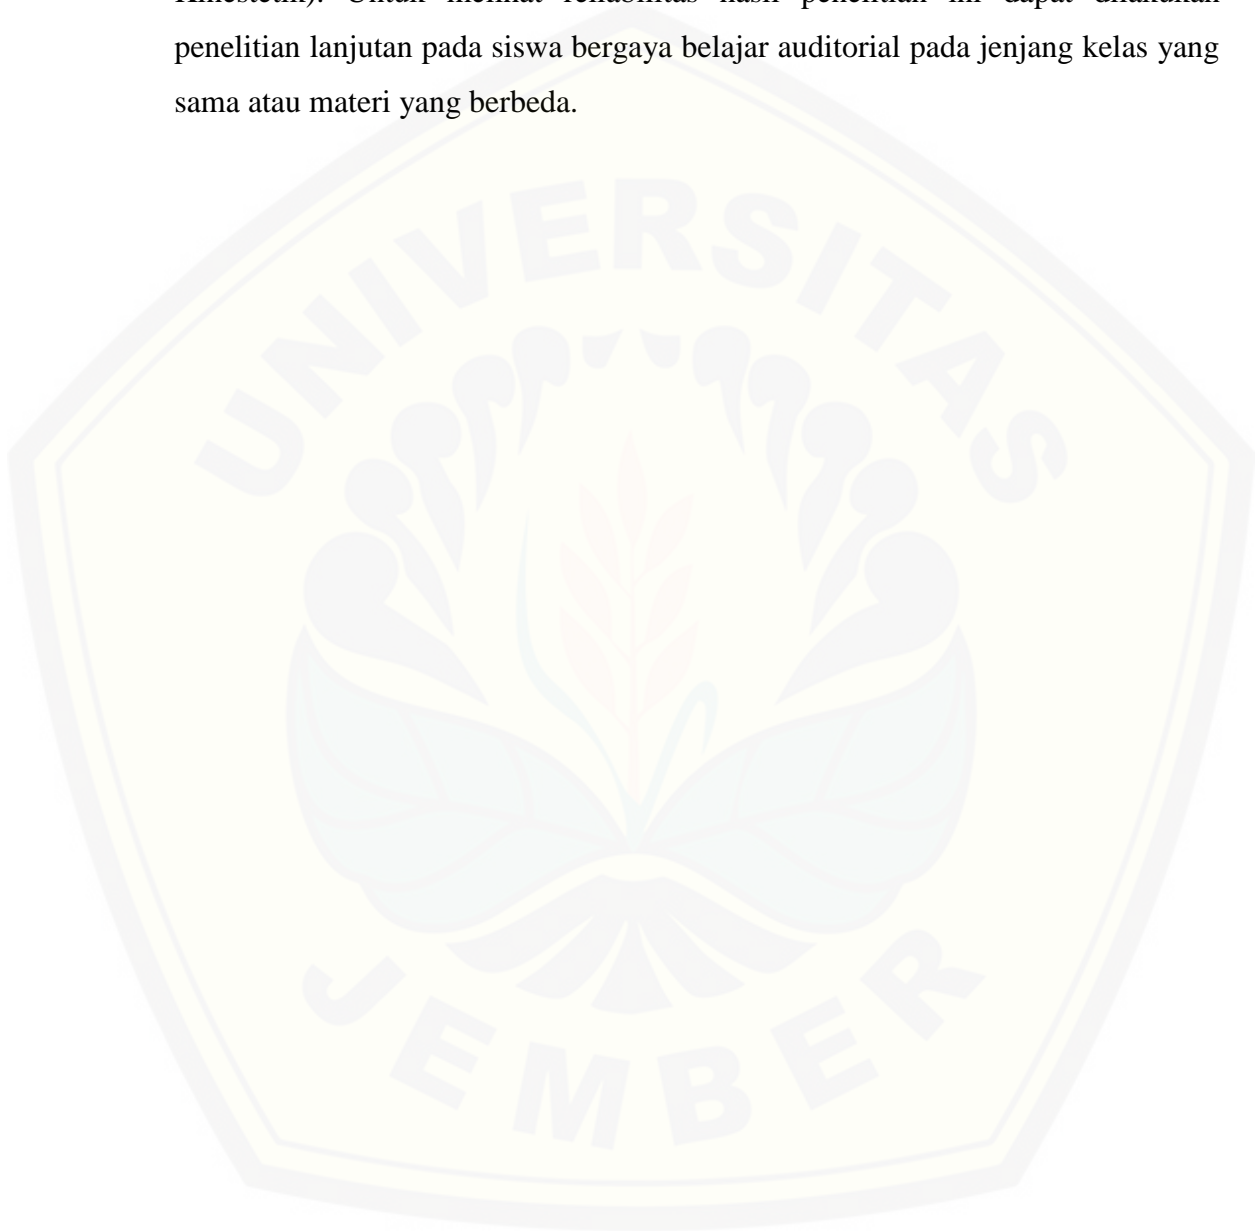 Kinestetik). Untuk melihat reliabilitas hasil penelitian ini dapat dilakukan
penelitian lanjutan pada siswa bergaya belajar auditorial pada jenjang kelas yang
sama atau materi yang berbeda.
UNIVERSITAS
JEMBER